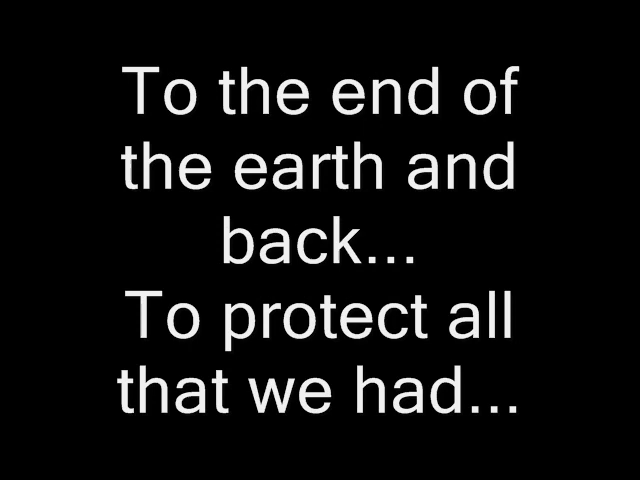 To the end of
the earth and
back...
To protect all
that we had...